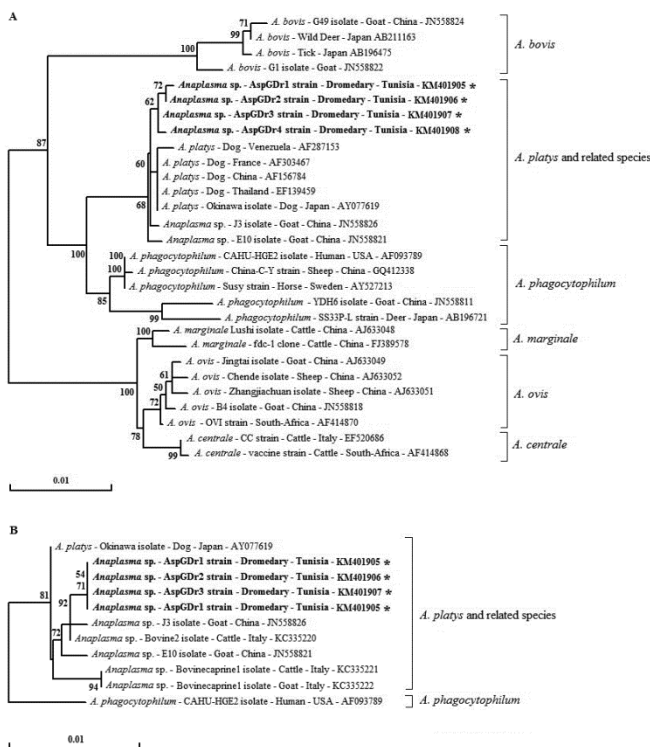 A
71
A. bovis - G49 isolate - Goat - China - JN558824
99
A. bovis - Wild Deer - Japan AB211163
A. bovis - Tick - Japan AB196475
100
A. bovis - G1 isolate - Goat - JN558822
A. bovis
72
Anaplasma sp. - AspGDr1 strain - Dromedary - Tunisia - KM401905 *
Anaplasma sp. - AspGDr2 strain - Dromedary - Tunisia - KM401906 *
62
Anaplasma sp. - AspGDr3 strain - Dromedary - Tunisia - KM401907 *
Anaplasma sp. - AspGDr4 strain - Dromedary - Tunisia - KM401908 *
87
A. platys - Dog - Venezuela - AF287153
60
A. platys - Dog - France - AF303467
A. platys - Dog - China - AF156784
A. platys - Dog - Thailand - EF139459
68
A. platys - Okinawa isolate - Dog - Japan - AY077619
Anaplasma sp. - J3 isolate - Goat - China - JN558826
Anaplasma sp. - E10 isolate - Goat - China - JN558821
A. platys and related species
100
100
A. phagocytophilum - CAHU-HGE2 isolate - Human - USA - AF093789
100
A. phagocytophilum - China-C-Y strain - Sheep - China - GQ412338
A. phagocytophilum - Susy strain - Horse - Sweden - AY527213
85
A. phagocytophilum - YDH6 isolate - Goat - China - JN558811
99
A. phagocytophilum - SS33P-L strain - Deer - Japan - AB196721
A. phagocytophilum
100
A. marginale Lushi isolate - Cattle - China - AJ633048
A. marginale - fdc-1 clone - Cattle - China - FJ389578
A. marginale
100
A. ovis - Jingtai isolate - Goat - China - AJ633049
61
A. ovis - Chende isolate - Sheep - China - AJ633052
50
A. ovis - Zhangjiachuan isolate - Sheep - China - AJ633051
72
A. ovis - B4 isolate - Goat - China - JN558818
A. ovis - OVI strain - South-Africa - AF414870
A. ovis
78
A. centrale - CC strain - Cattle - Italy - EF520686
99
A. centrale - vaccine strain - Cattle - South-Africa - AF414868
A. centrale
0.01
B
A. platys - Okinawa isolate - Dog - Japan - AY077619
Anaplasma sp. - AspGDr1 strain - Dromedary - Tunisia - KM401905 *
54
Anaplasma sp. - AspGDr2 strain - Dromedary - Tunisia - KM401906 *
71
Anaplasma sp. - AspGDr3 strain - Dromedary - Tunisia - KM401907 *
81
92
Anaplasma sp. - AspGDr1 strain - Dromedary - Tunisia - KM401905 *
Anaplasma sp. - J3 isolate - Goat - China - JN558826
72
Anaplasma sp. - Bovine2 isolate - Cattle - Italy - KC335220
Anaplasma sp. - E10 isolate - Goat - China - JN558821
Anaplasma sp. - Bovinecaprine1 isolate - Cattle - Italy - KC335221
94
Anaplasma sp. - Bovinecaprine1 isolate - Goat - Italy - KC335222
A. platys and related species
A. phagocytophilum - CAHU-HGE2 isolate - Human - USA - AF093789
A. phagocytophilum
0.01